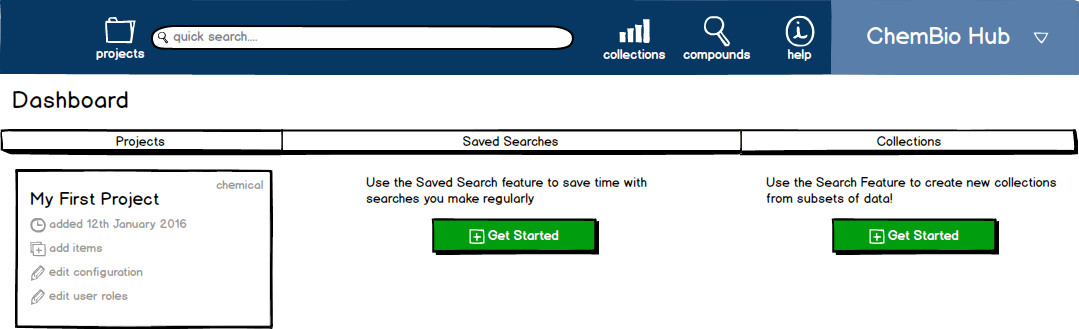 projects
quick search....
collections
compounds
help
ChemBio Hub
Dashboard
Projects
Saved Searches
Collections
chemical
My First Project
added 12th January 2016
add items
edit configuration
edit user roles
Use the Saved Search feature to save time with
searches you make regularly
Get Started
Use the Search Feature to create new collections
from subsets of data!
Get Started